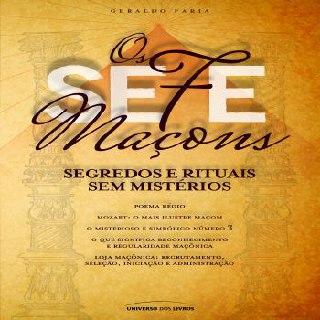 GERALDO FARIA
Os
SETE
Maçons
SEGREDOS E RITUAIS
SEM MISTÉRIOS
POEMA RÉGIO
MOZART: O MAIS ILUSTRE MAÇOM
O MISTERIOSO E SIMBÓLICO NÚMERO 3
O QUE SIGNIFICA RECONHECIMENTO
E REGULARIDADE MAÇÔNICA
LOJA MAÇÔNICA: RECRUTAMENTO,
SELEÇÃO, INICIAÇÃO E ADMINISTRAÇÃO
UNIVERSO DOS LIVROS